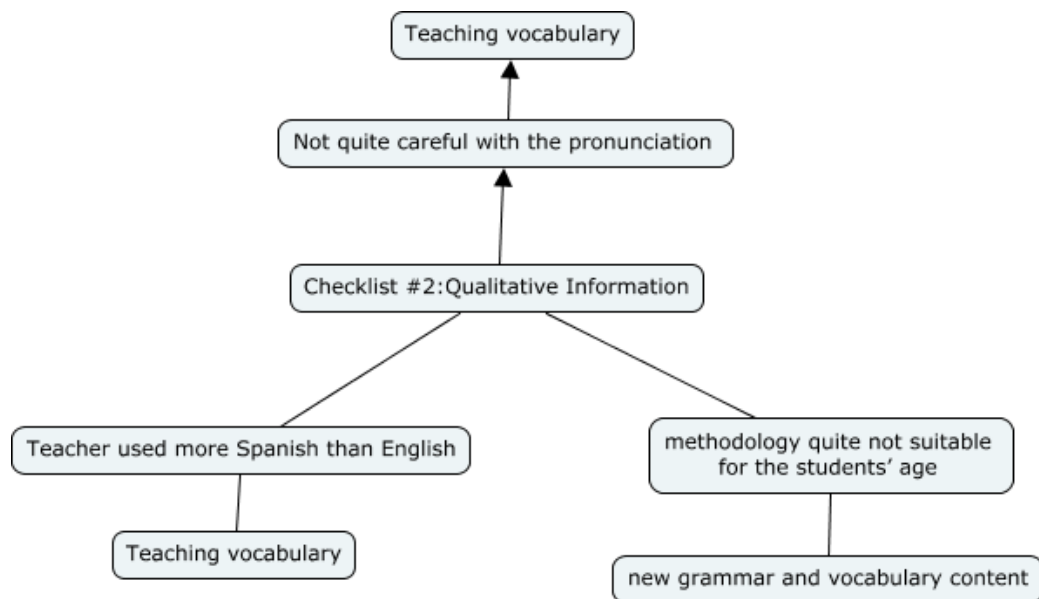 Teaching vocabulary
Not quite careful with the pronunciation
Checklist #2:Qualitative Information
Teacher used more Spanish than English
methodology quite not suitable
for the students’ age
Teaching vocabulary
new grammar and vocabulary content